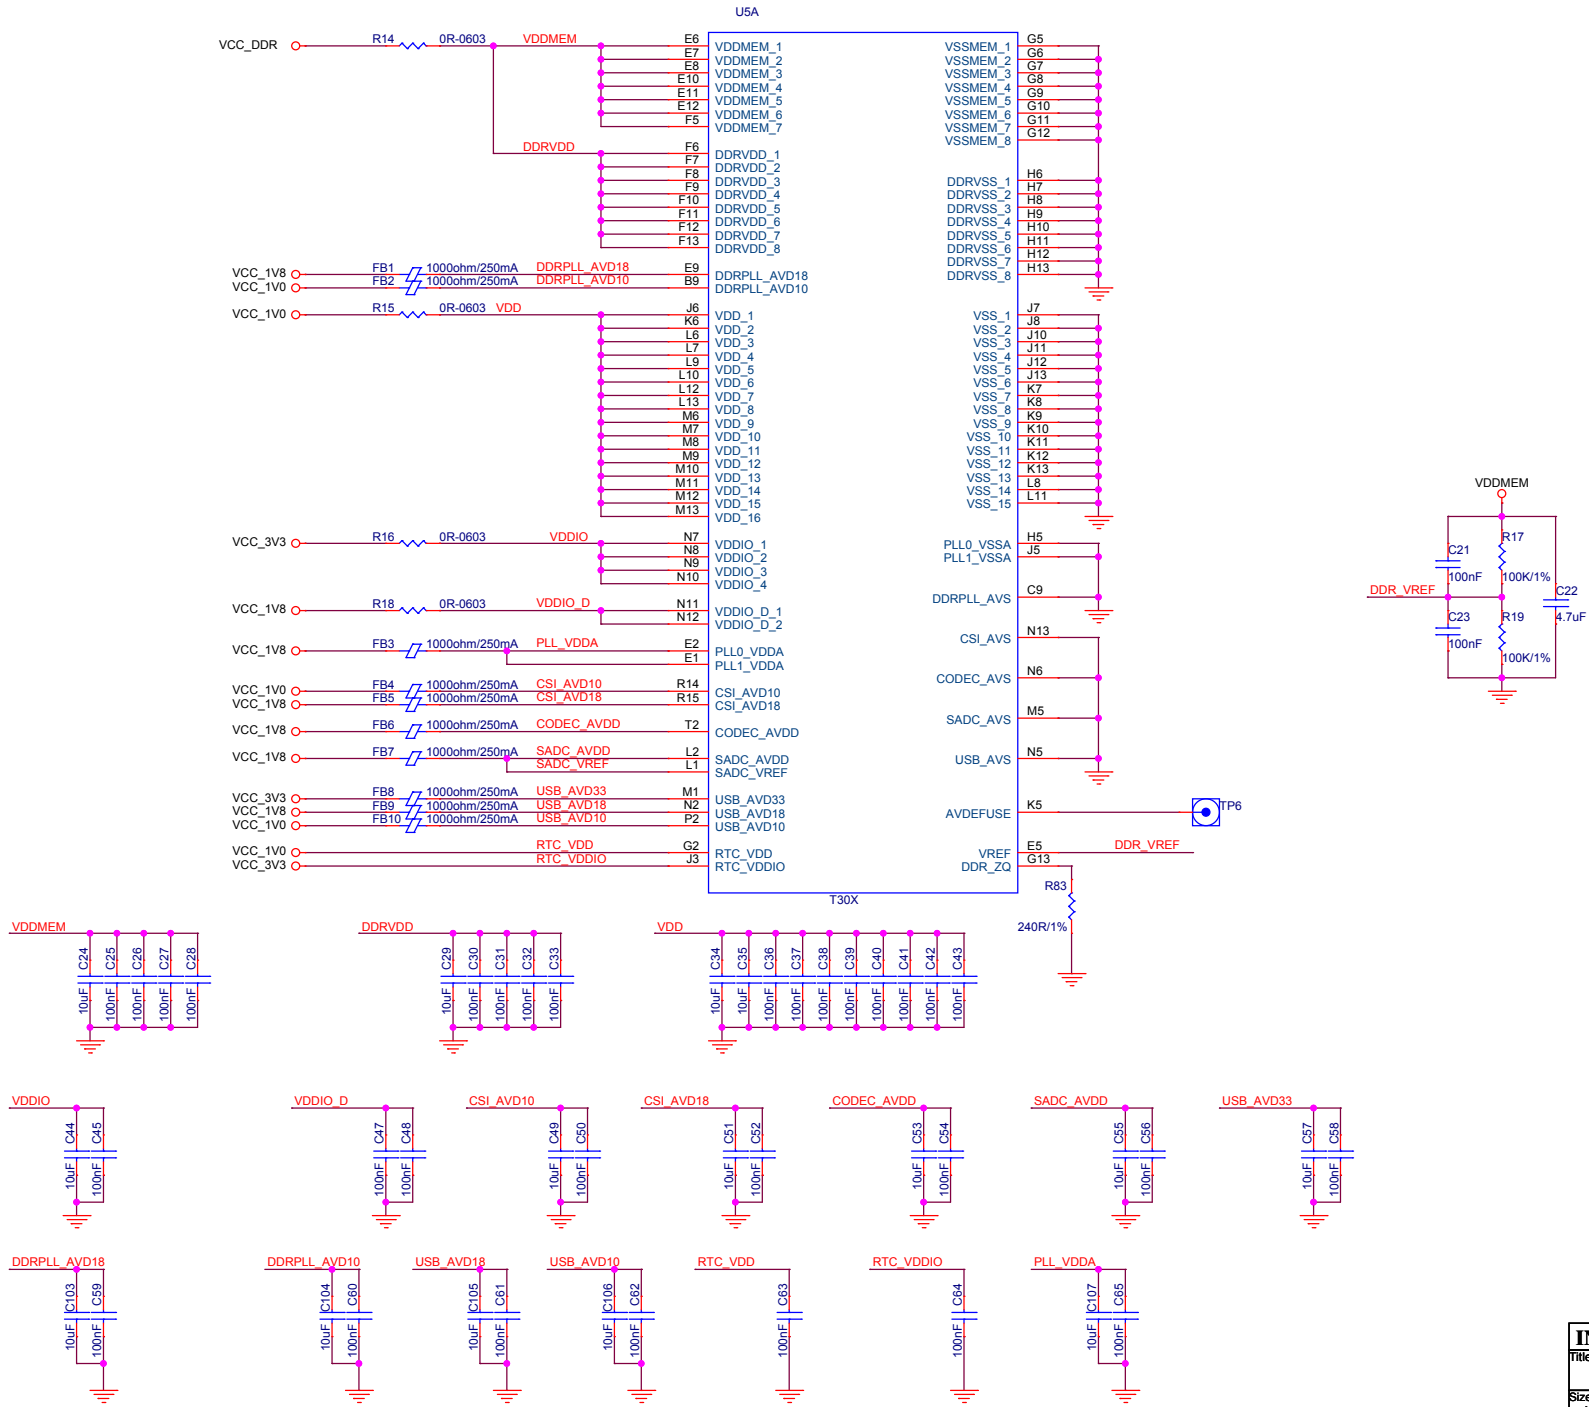 U5A
VCC_DDR R14 0R-0603 VDDMEM E6 VDDMEM_1 VSSMEM_1 G5
E7 VDDMEM_2 VSSMEM_2 G6
E8 VDDMEM_3 VSSMEM_3 G7
E10 VDDMEM_4 VSSMEM_4 G8
E11 VDDMEM_5 VSSMEM_5 G9
E12 VDDMEM_6 VSSMEM_6 G10
F5 VDDMEM_7 VSSMEM_7 G11
VSSMEM_8 G12
DDRVDD F6 DDRVDD_1
F7 DDRVDD_2
F8 DDRVDD_3 DDRVSS_1 H6
F9 DDRVDD_4 DDRVSS_2 H7
F10 DDRVDD_5 DDRVSS_3 H8
F11 DDRVDD_6 DDRVSS_4 H9
F12 DDRVDD_7 DDRVSS_5 H10
F13 DDRVDD_8 DDRVSS_6 H11
DDRVSS_7 H12
VCC_1V8 FB1 1000ohm/250mA DDRPLL_AVD18 E9 DDRPLL_AVD18 DDRVSS_8 H13
VCC_1V0 FB2 1000ohm/250mA DDRPLL_AVD10 B9 DDRPLL_AVD10
VCC_1V0 R15 0R-0603 VDD J6 VDD_1 VSS_1 J7
K6 VDD_2 VSS_2 J8
L6 VDD_3 VSS_3 J10
L7 VDD_4 VSS_4 J11
L9 VDD_5 VSS_5 J12
L10 VDD_6 VSS_6 J13
L12 VDD_7 VSS_7 K7
L13 VDD_8 VSS_8 K8
M6 VDD_9 VSS_9 K9
M7 VDD_10 VSS_10 K10
M8 VDD_11 VSS_11 K11
M9 VDD_12 VSS_12 K12
M10 VDD_13 VSS_13 K13
M11 VDD_14 VSS_14 L8
M12 VDD_15 VSS_15 L11
M13 VDD_16
VCC_3V3 R16 0R-0603 VDDIO N7 VDDIO_1 PLL0_VSSA H5
N8 VDDIO_2 PLL1_VSSA J5
N9 VDDIO_3
N10 VDDIO_4
DDRPLL_AVS C9
VCC_1V8 R18 0R-0603 VDDIO_D N11 VDDIO_D_1
N12 VDDIO_D_2
CSI_AVS N13
VCC_1V8 FB3 1000ohm/250mA PLL_VDDA E2 PLL0_VDDA
E1 PLL1_VDDA
CODEC_AVS N6
VCC_1V0 FB4 1000ohm/250mA CSI_AVD10 R14 CSI_AVD10
VCC_1V8 FB5 1000ohm/250mA CSI_AVD18 R15 CSI_AVD18
SADC_AVS M5
VCC_1V8 FB6 1000ohm/250mA CODEC_AVDD T2 CODEC_AVDD
VCC_1V8 FB7 1000ohm/250mA SADC_AVDD L2 SADC_AVDD USB_AVS N5
SADC_VREF L1 SADC_VREF
VCC_3V3 FB8 1000ohm/250mA USB_AVD33 M1 USB_AVD33
VCC_1V8 FB9 1000ohm/250mA USB_AVD18 N2 USB_AVD18 AVDEFUSE K5 TP6
VCC_1V0 FB10 1000ohm/250mA USB_AVD10 P2 USB_AVD10
VCC_1V0 RTC_VDD G2 RTC_VDD VREF E5 DDR_VREF
VCC_3V3 RTC_VDDIO J3 RTC_VDDIO DDR_ZQ G13
R83
240R/1%
T30X
VDDMEM
C21 R17
100nF 100K/1%
DDR_VREF C22
C23 R19 4.7uF
100nF 100K/1%
VDDMEM DDRVDD VDD
C24 C25 C26 C27 C28 C29 C30 C31 C32 C33 C34 C35 C36 C37 C38 C39 C40 C41 C42 C43
10uF 100nF 100nF 100nF 100nF 10uF 100nF 100nF 100nF 100nF 10uF 10uF 100nF 100nF 100nF 100nF 100nF 100nF 100nF 100nF
VDDIO VDDIO_D CSI_AVD10 CSI_AVD18 CODEC_AVDD SADC_AVDD USB_AVD33
C44 C45 C47 C48 C49 C50 C51 C52 C53 C54 C55 C56 C57 C58
10uF 100nF 100nF 100nF 10uF 100nF 10uF 100nF 10uF 100nF 10uF 100nF 10uF 100nF
DDRPLL_AVD18 DDRPLL_AVD10 USB_AVD18 USB_AVD10 RTC_VDD RTC_VDDIO PLL_VDDA
C103 C59 C104 C60 C105 C61 C106 C62 C63 C64 C107 C65
10uF 100nF 10uF 100nF 10uF 100nF 10uF 100nF 100nF 100nF 10uF 100nF
Title
Size